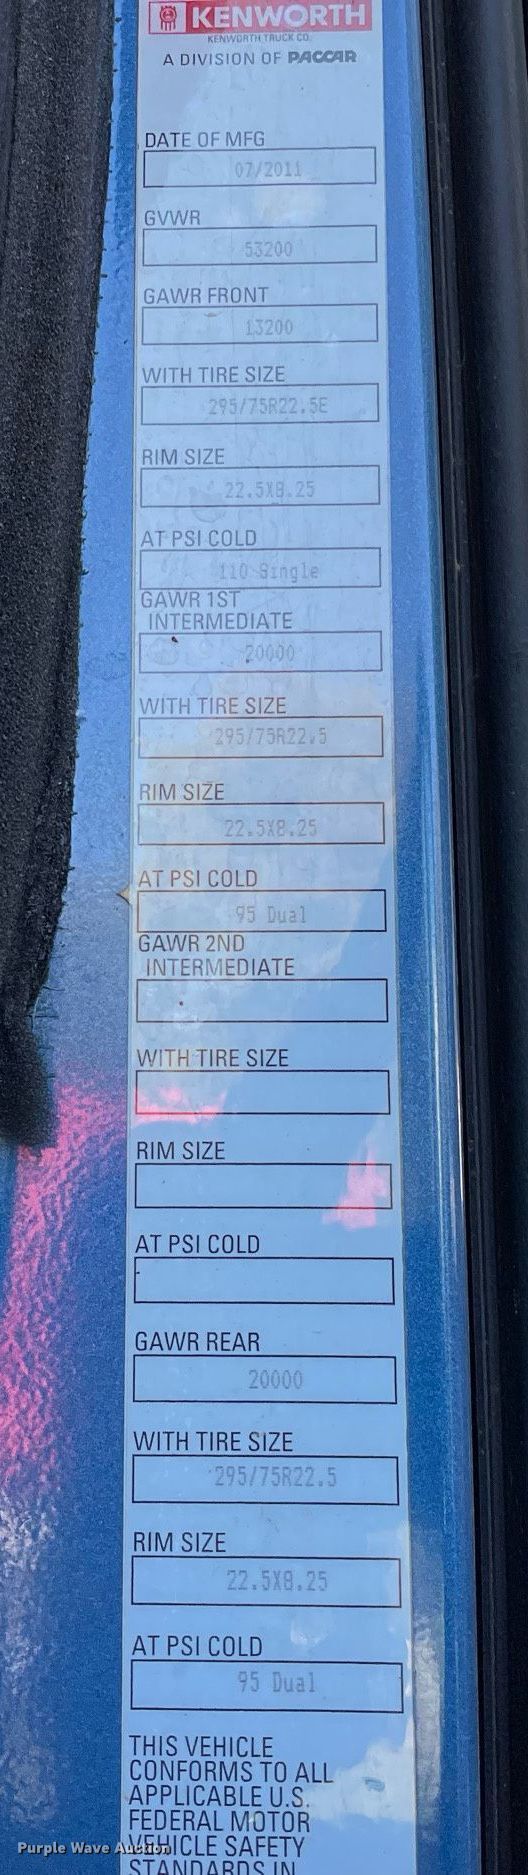 KENWORTH
KENWORTH TRUCK CO.
A DIVISION OF PACCAR
DATE OF MFG
07/2011
GVWR
53200
GAWR FRONT
13200
WITH TIRE SIZE
295/75R22.5E
RIM SIZE
22.5X8.25
AT PSI COLD
110 Single
GAWR 1ST
INTERMEDIATE
20000
WITH TIRE SIZE
295/75R22.5
RIM SIZE
22.5X8.25
AT PSI COLD
95 Dual
GAWR 2ND
INTERMEDIATE
WITH TIRE SIZE
RIM SIZE
AT PSI COLD
GAWR REAR
20000
WITH TIRE SIZE
295/75R22.5
RIM SIZE
22.5X8.25
AT PSI COLD
95 Dual
THIS VEHICLE
CONFORMS TO ALL
APPLICABLE U.S.
FEDERAL MOTOR
VEHICLE SAFETY
STANDARDS IN
Purple Wave Auction